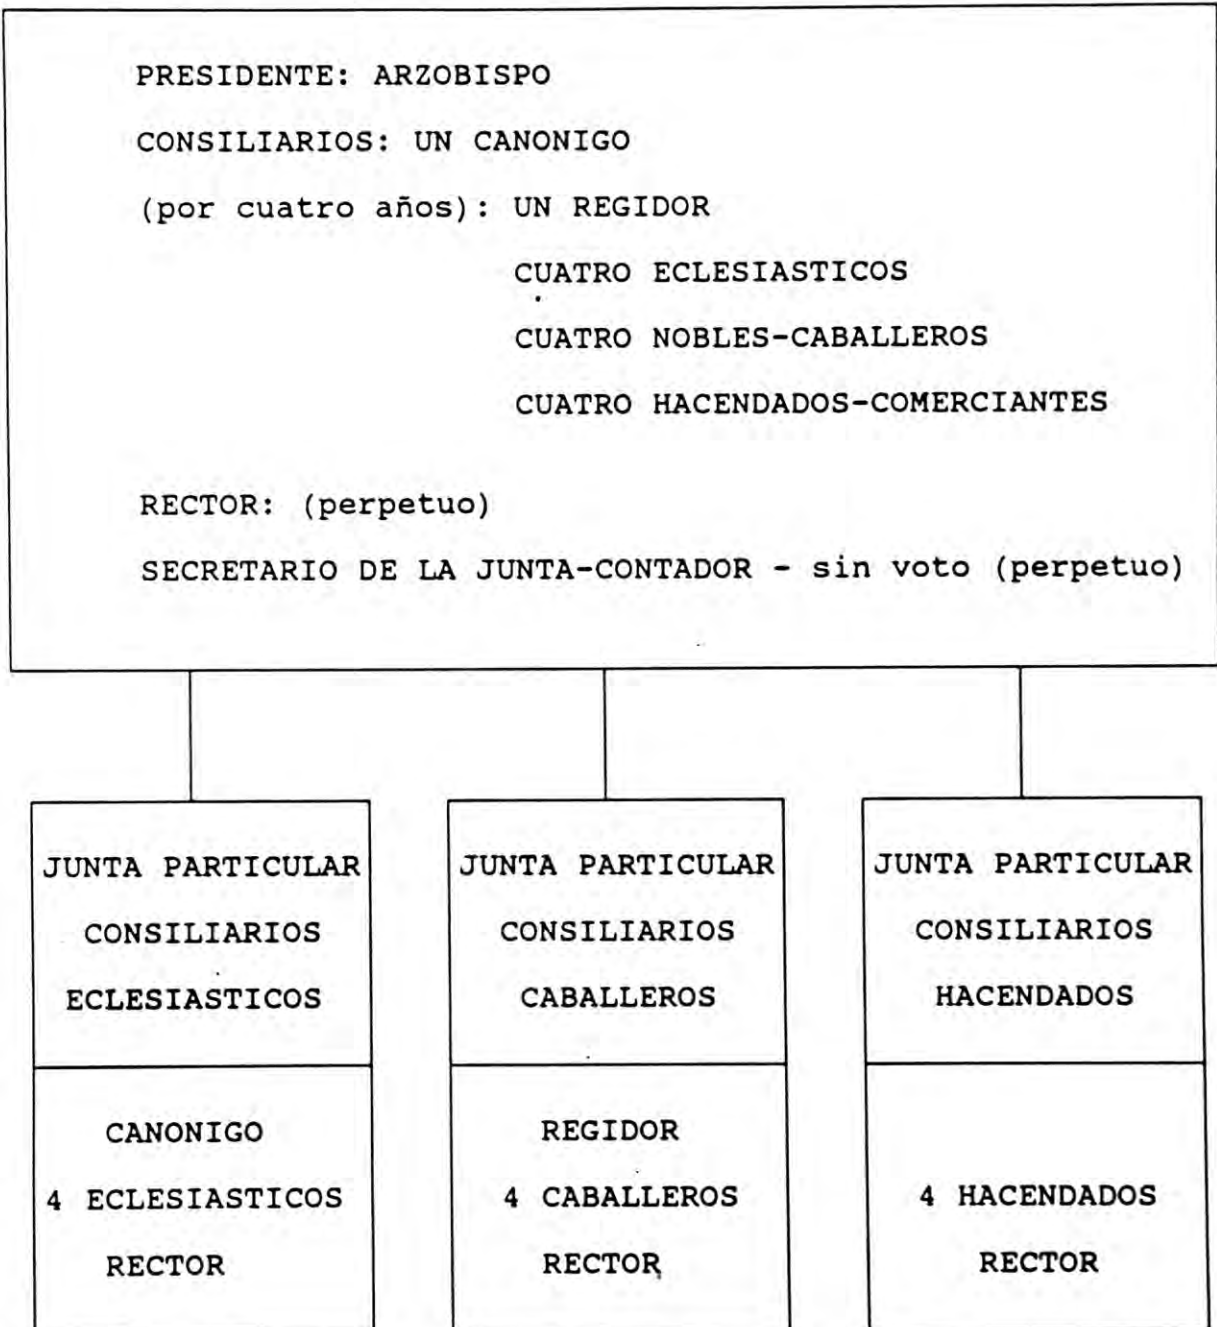 PRESIDENTE: ARZOBISPO
CONSILIARIOS: UN CANONIGO
(por cuatro años): UN REGIDOR
CUATRO ECLESIASTICOS
CUATRO NOBLES-CABALLEROS
CUATRO HACENDADOS-COMERCIANTES
RECTOR: (perpetuo)
SECRETARIO DE LA JUNTA-CONTADOR - sin voto (perpetuo)
JUNTA PARTICULAR
CONSILIARIOS
ECLESIASTICOS
CANONIGO
4 ECLESIASTICOS
RECTOR
JUNTA PARTICULAR
CONSILIARIOS
CABALLEROS
REGIDOR
4 CABALLEROS
RECTOR
JUNTA PARTICULAR
CONSILIARIOS
HACENDADOS
4 HACENDADOS
RECTOR